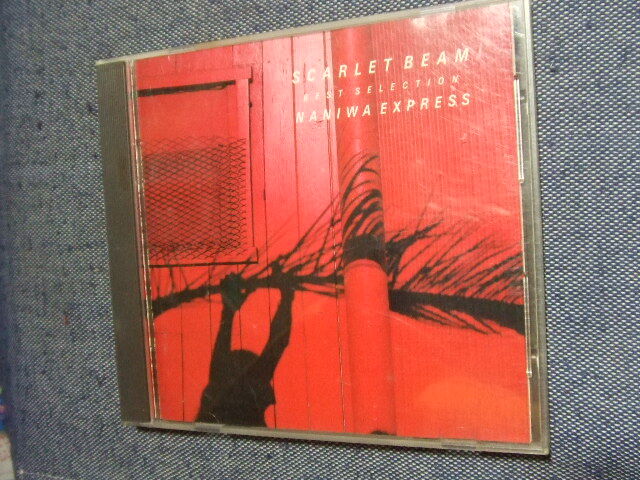 SCARLET BEAM
BEST SELECTION
NANIWA EXPRESS